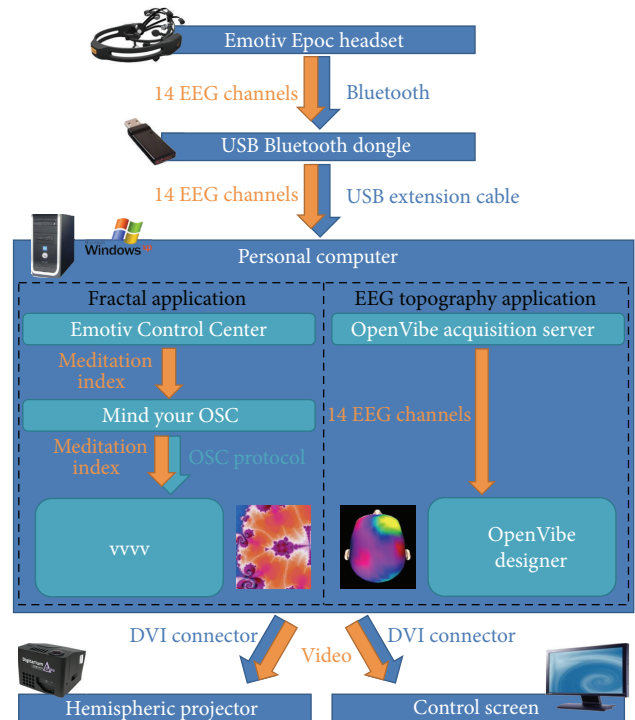 Emotiv Epoc headset
14 EEG channels
Bluetooth
USB Bluetooth dongle
14 EEG channels
USB extension cable
Windows
Personal computer
Fractal application
EEG topography application
Emotiv Control Center
OpenVibe acquisition server
Meditation
index
Mind your OSC
14 EEG channels
Meditation
index
OSC protocol
vvvv
OpenVibe
designer
DVI connector
Video
DVI connector
Digitarium
Hemispheric projector
Control screen